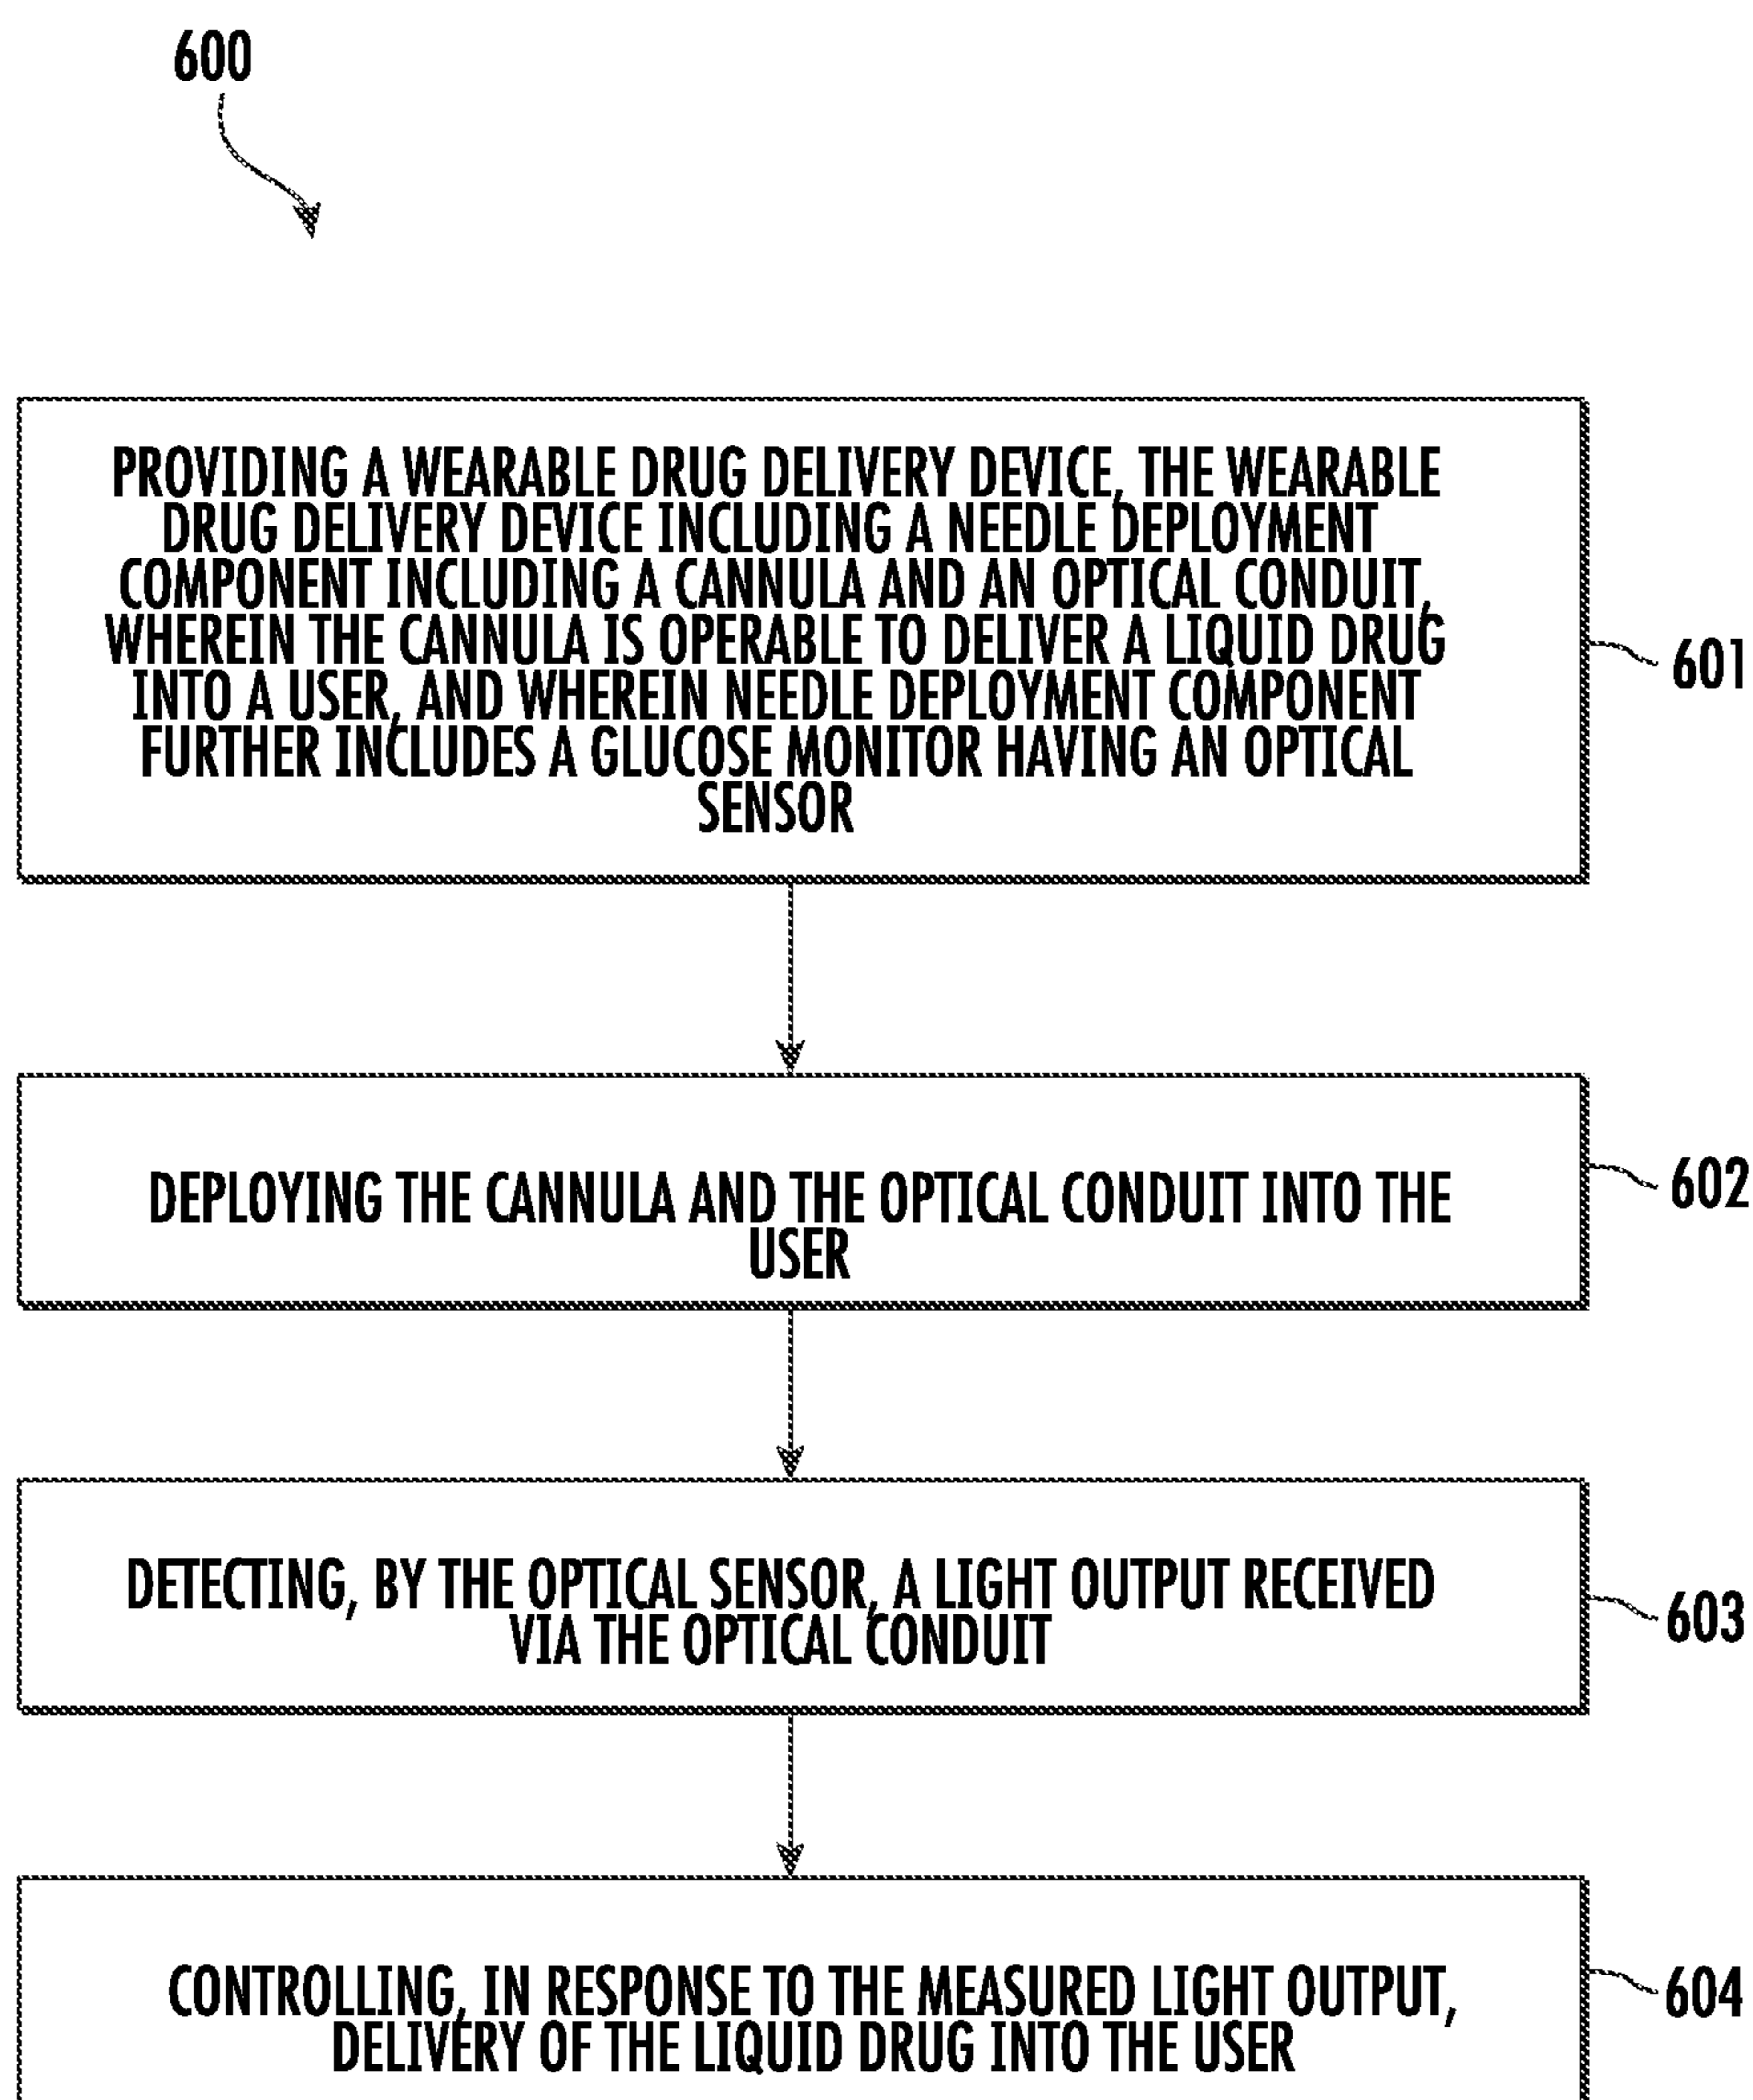 600
PROVIDING A WEARABLE DRUG DELIVERY DEVICE, THE WEARABLE
DRUG DELIVERY DEVICE INCLUDING A NEEDLE DEPLOYMENT
COMPONENT INCLUDING A CANNULA AND AN OPTICAL CONDUIT,
WHEREIN THE CANNULA IS OPERABLE TO DELIVER A LIQUID DRUG
INTO A USER, AND WHEREIN NEEDLE DEPLOYMENT COMPONENT
FURTHER INCLUDES A GLUCOSE MONITOR HAVING AN OPTICAL
SENSOR
601
DEPLOYING THE CANNULA AND THE OPTICAL CONDUIT INTO THE
USER
602
DETECTING, BY THE OPTICAL SENSOR, A LIGHT OUTPUT RECEIVED
VIA THE OPTICAL CONDUIT
603
CONTROLLING, IN RESPONSE TO THE MEASURED LIGHT OUTPUT,
DELIVERY OF THE LIQUID DRUG INTO THE USER
604